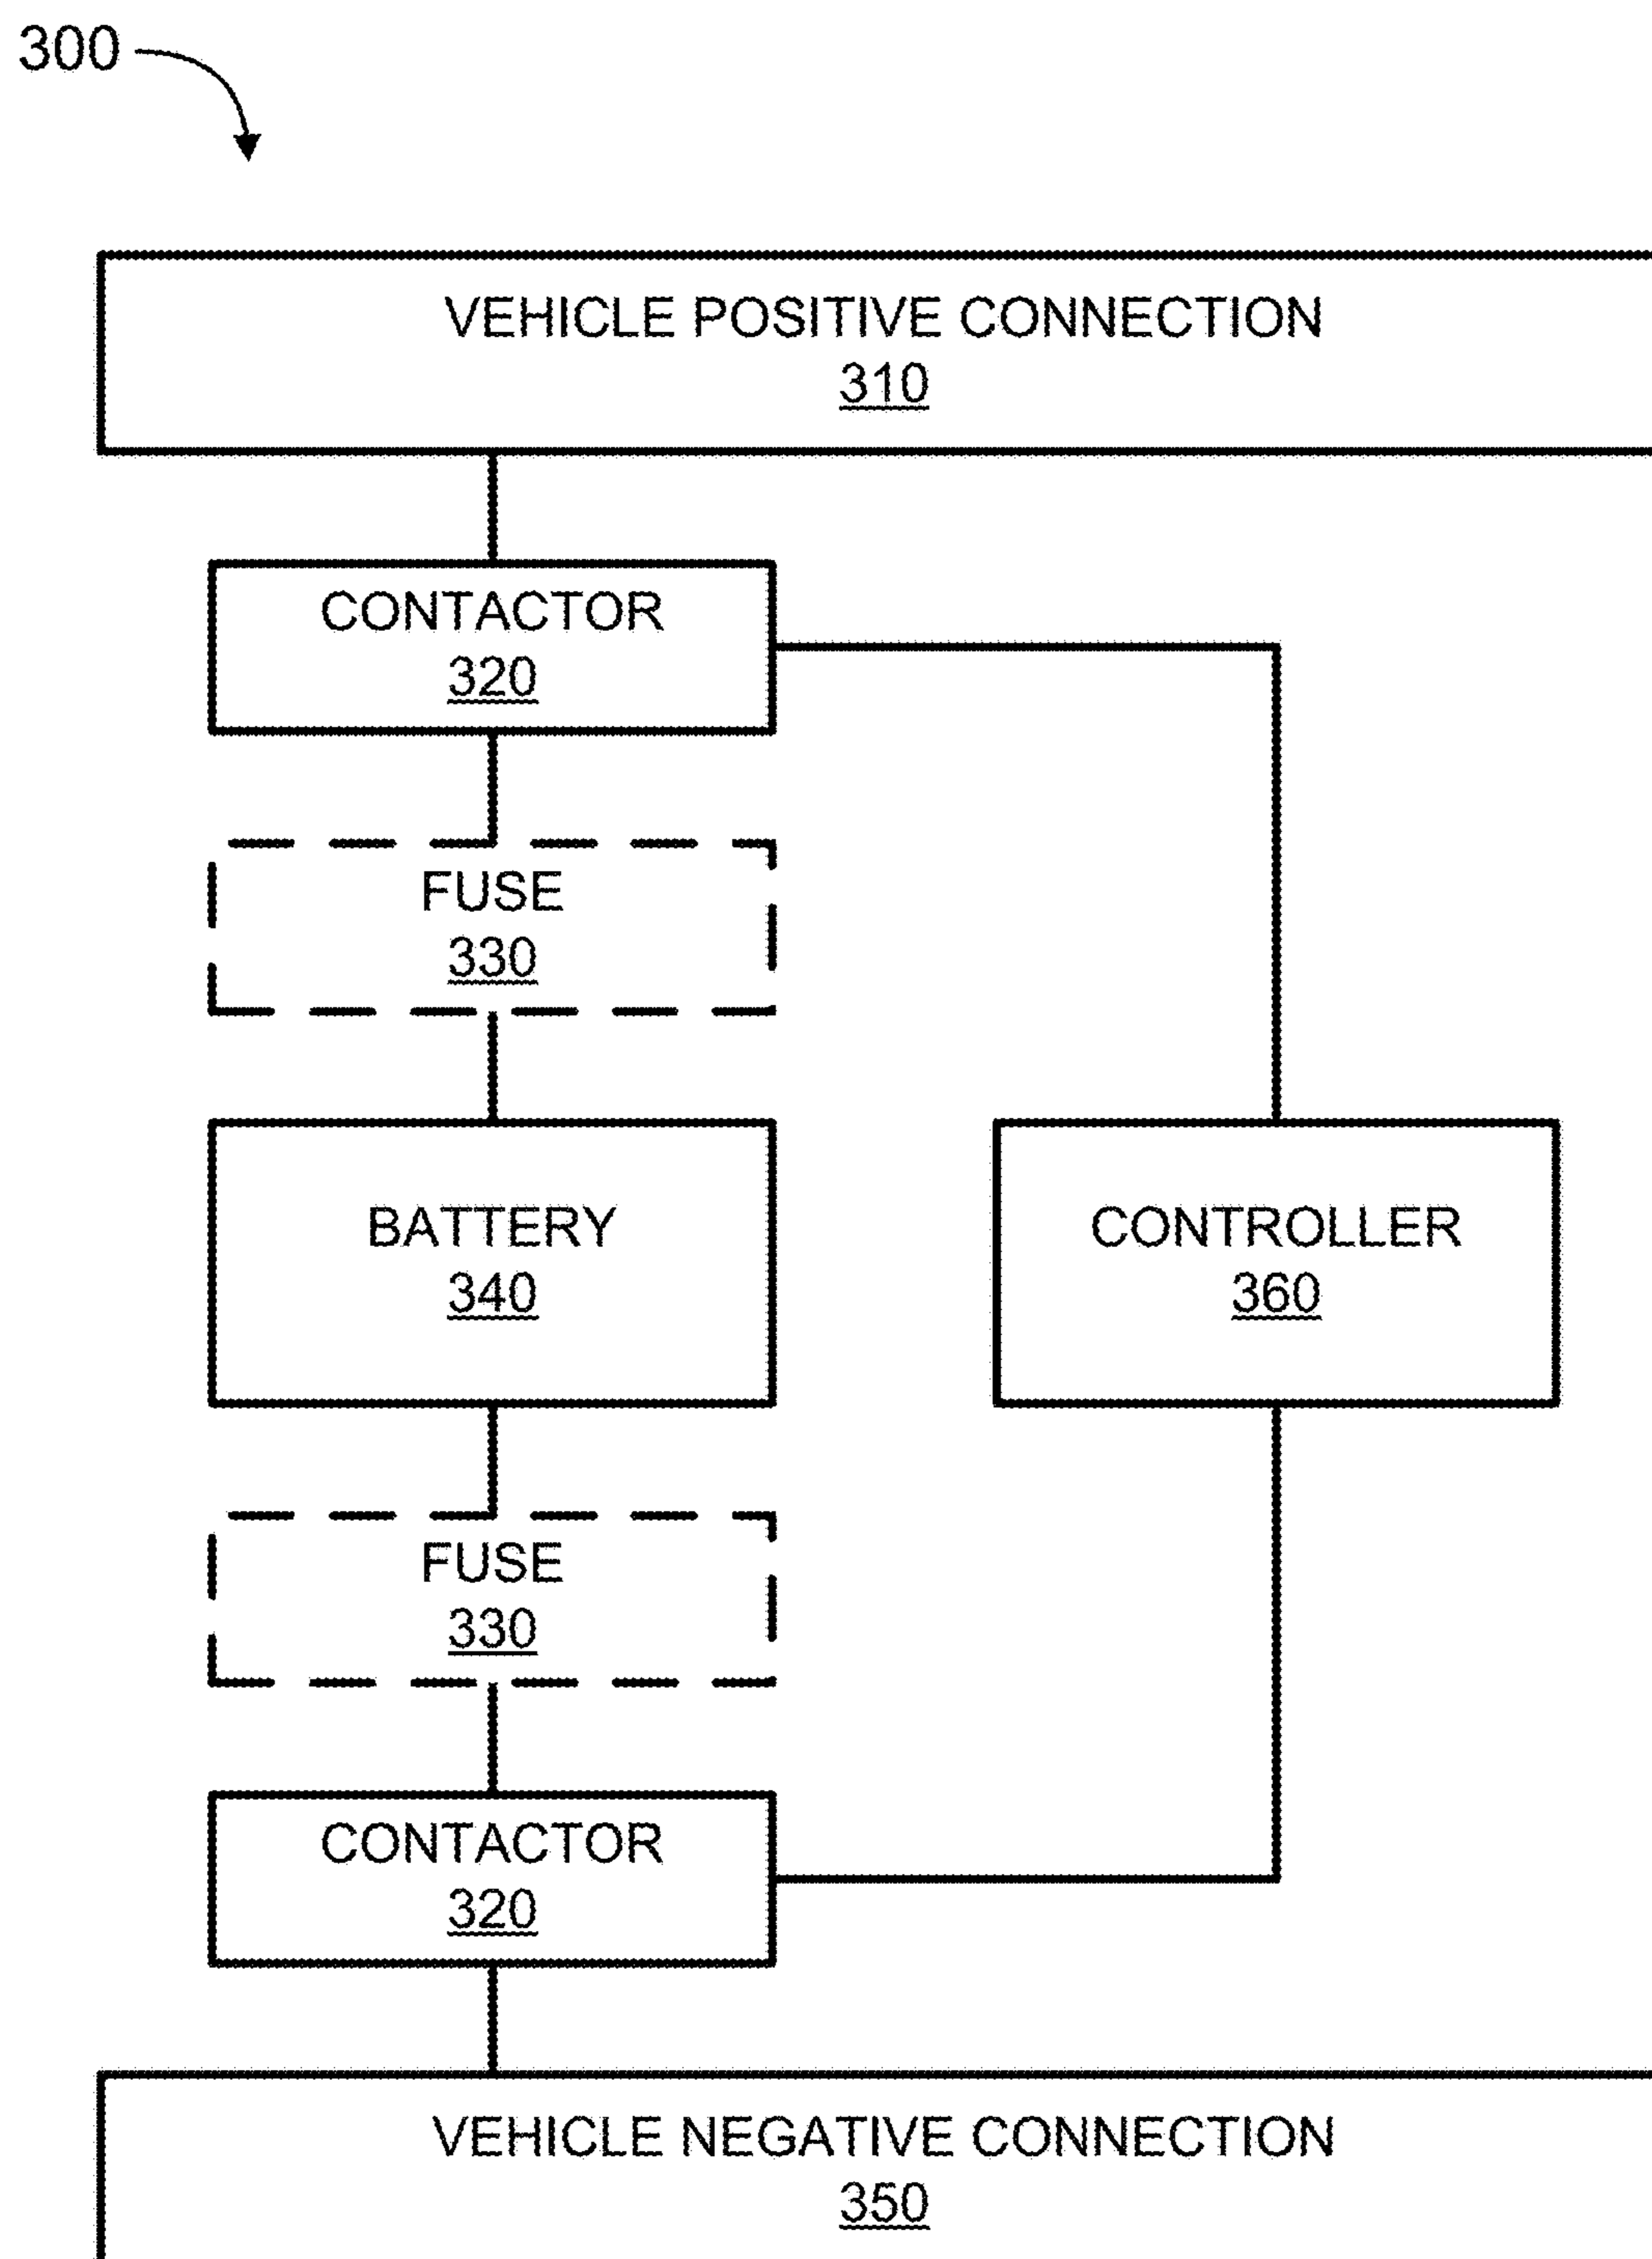 300
VEHICLE POSITIVE CONNECTION
310
CONTACTOR
320
FUSE
330
BATTERY
340
CONTROLLER
360
FUSE
330
CONTACTOR
320
VEHICLE NEGATIVE CONNECTION
350